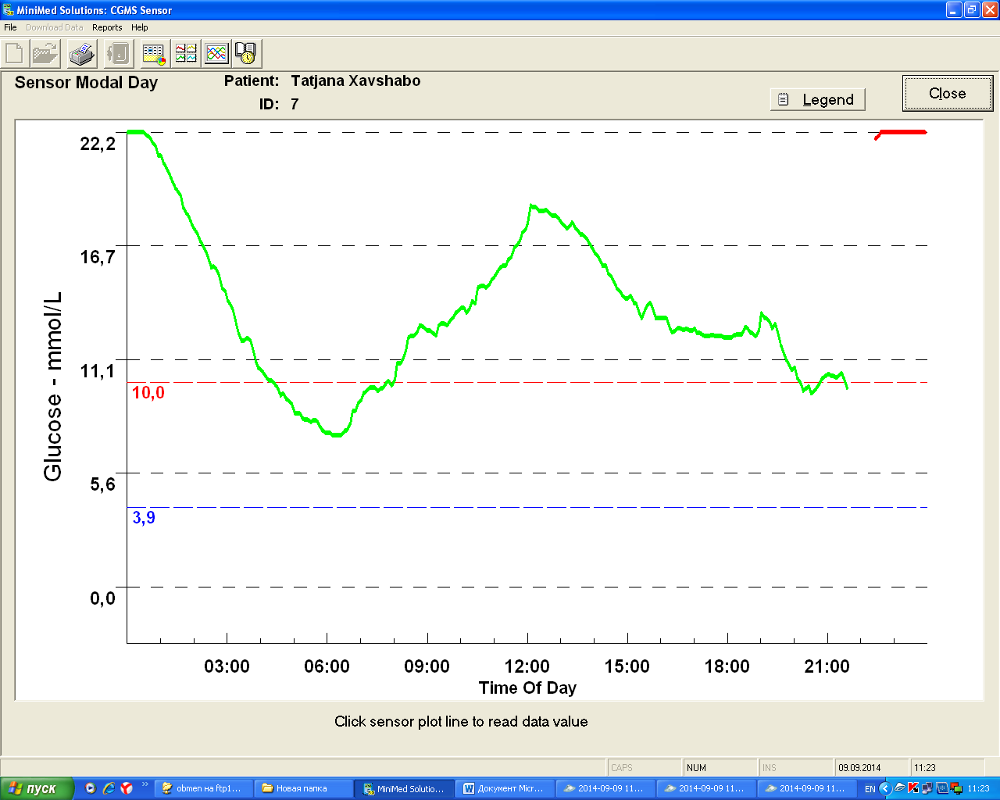 MiniMed Solutions: CGMS Sensor
File Download Data Reports Help
Sensor Modal Day
Patient: Tatjana Xavshabo
ID: 7
Legend
Close
22,2
16,7
11,1
10,0
5,6
3,9
0,0
Glucose - mmol/L
03:00 06:00 09:00 12:00 15:00 18:00 21:00
Time Of Day
Click sensor plot line to read data value
CAPS NUM INS 09.09.2014 11:23
пуск » obmen на ftp1... Новая папка MiniMed Solutio... Документ Micr... 2014-09-09 11... 2014-09-09 11... 2014-09-09 11... EN 11:23